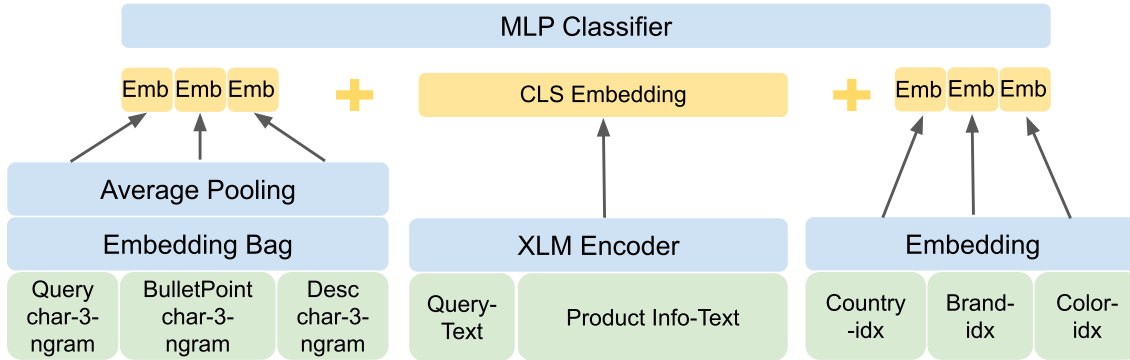 MLP Classifier
Emb Emb Emb
CLS Embedding
Emb Emb Emb
Average Pooling
Embedding Bag
Query
char-3-
ngram
BulletPoint
char-3-
ngram
Desc
char-3-
ngram
XLM Encoder
Query-
Text
Product Info-Text
Embedding
Country
-idx
Brand-
idx
Color-
idx